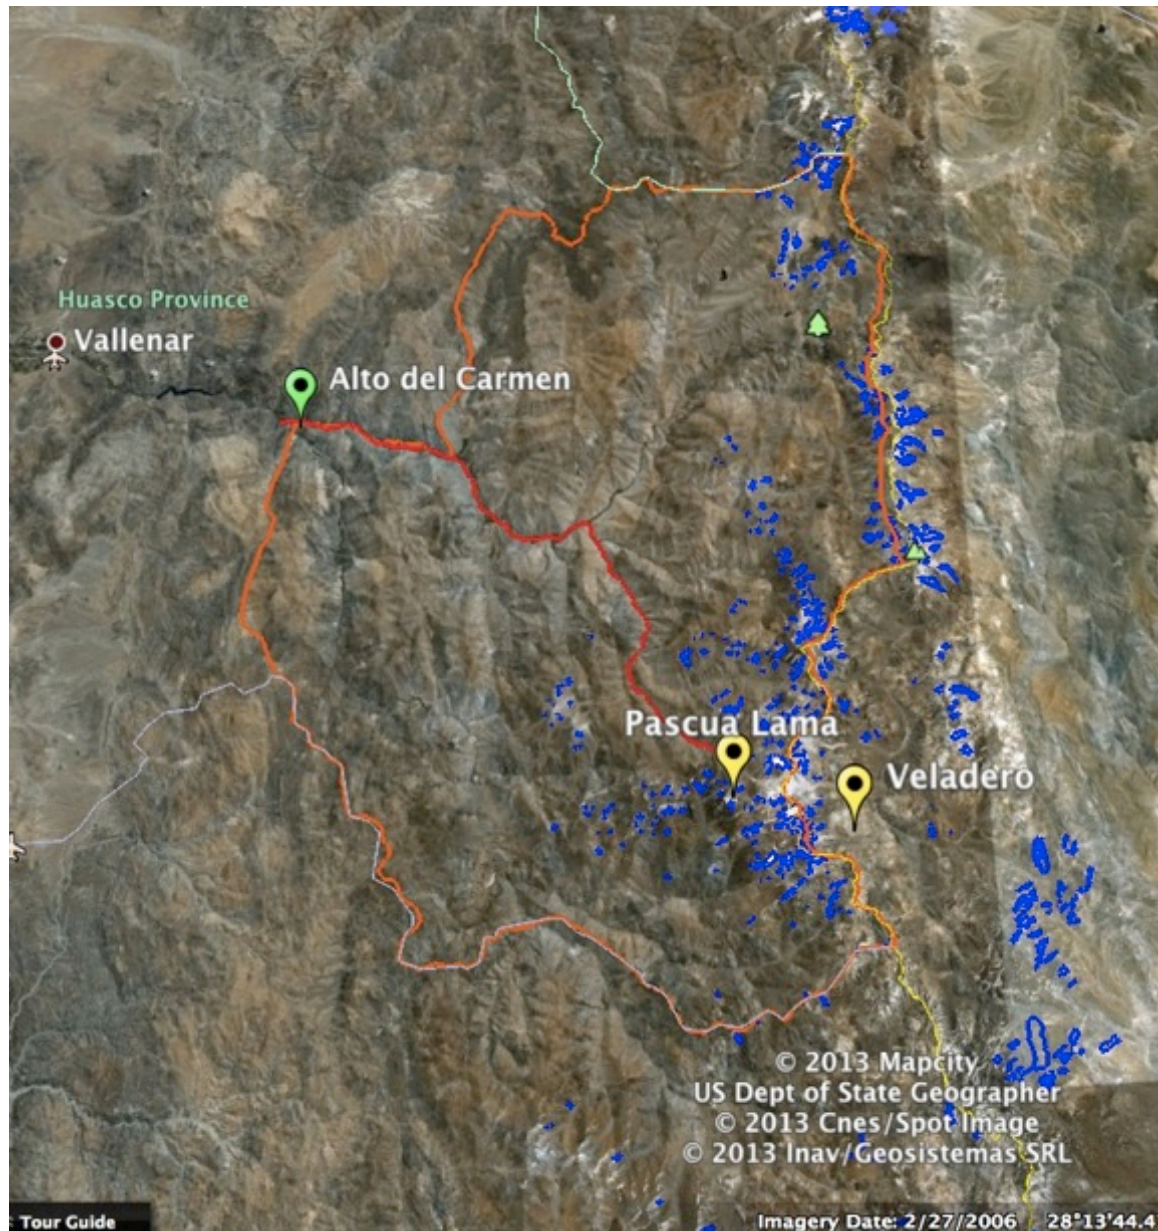 Huasco Province
Vallenar
Alto del Carmen
Pascua Lama
Veladero
© 2013 Mapcity
US Dept of State Geographer
© 2013 Cnes/Spot Image
© 2013 Inav/Geosistemas SRL
Tour Guide
Imagery Date: 2/27/2006 28°13'44.4